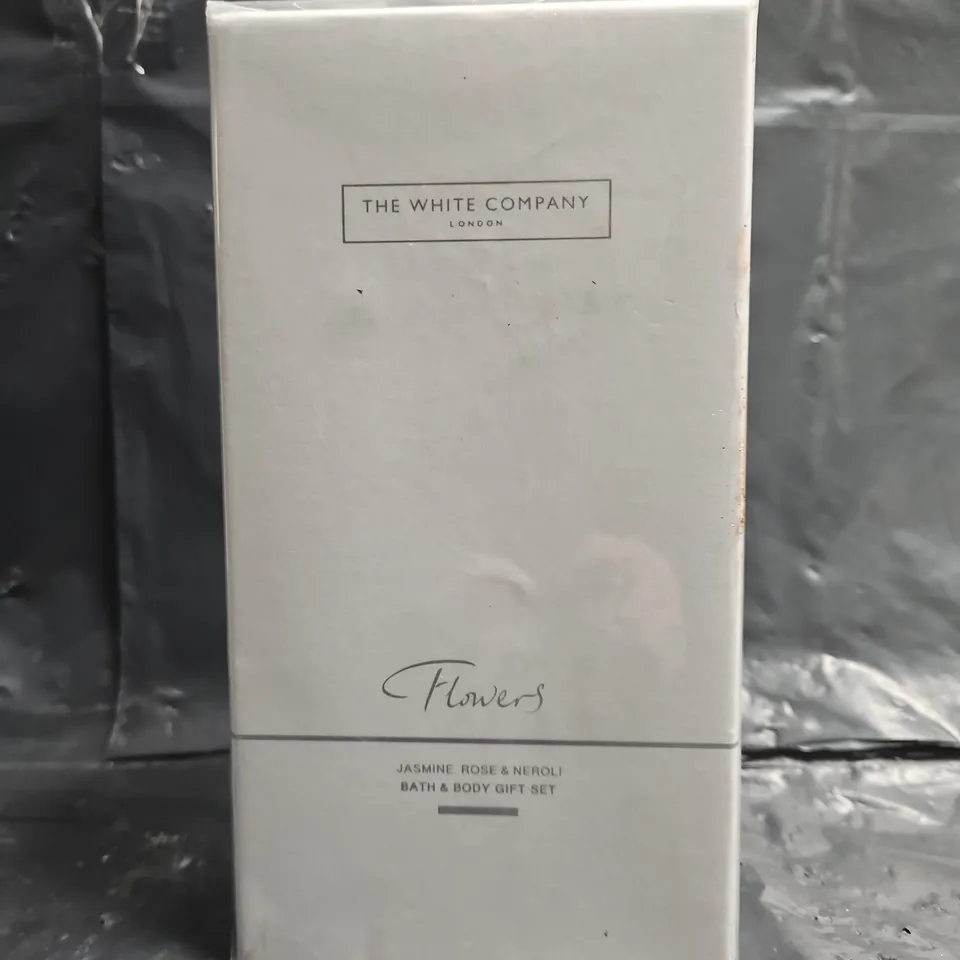 THE WHITE COMPANY
LONDON
Flowers
JASMINE, ROSE & NEROLI
BATH & BODY GIFT SET